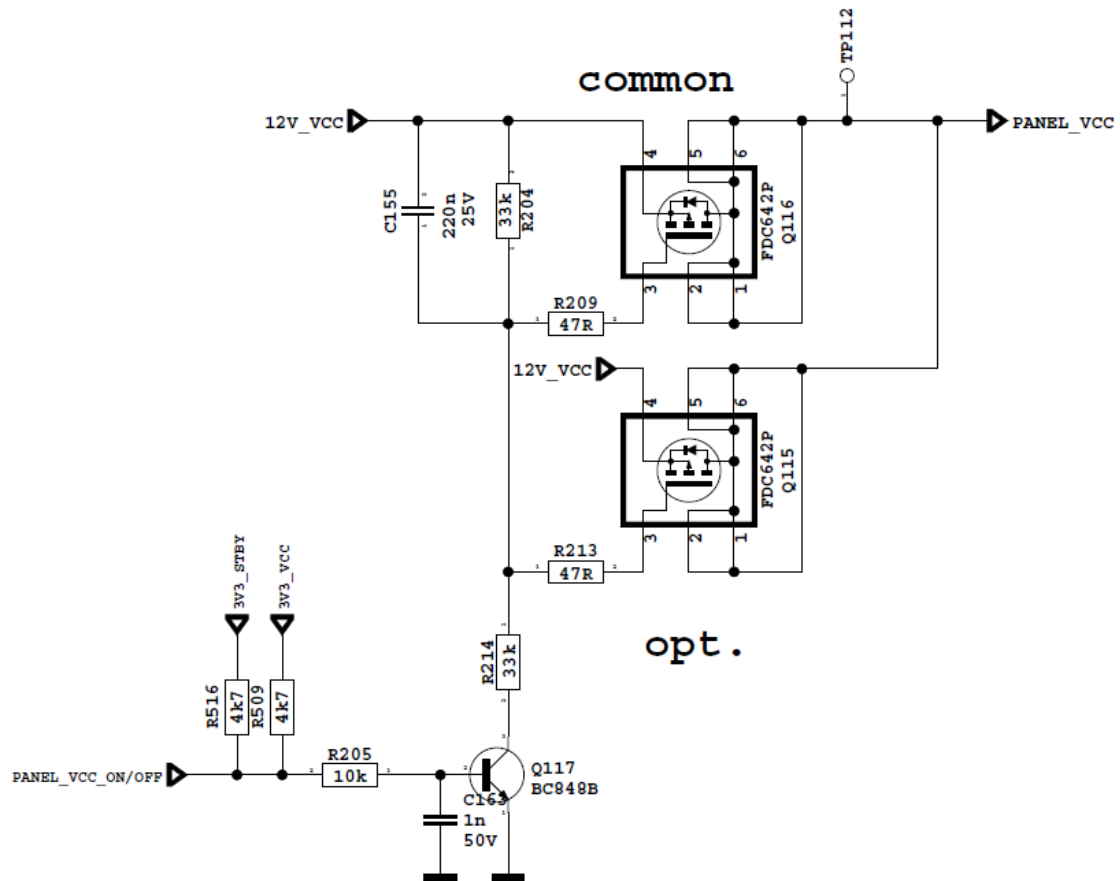 TP112
common
12V_VCC
PANEL_VCC
4
5
6
C155
220n
25V
33k
R204
FDC642P
Q116
3
2
1
R209
47R
12V_VCC
4
5
6
FDC642P
Q115
3
2
1
R213
47R
3V3_STBY
3V3_VCC
opt.
R214
33k
R516
4k7
R509
4k7
R205
10k
PANEL_VCC_ON/OFF
Q117
BC848B
C163
1n
50V